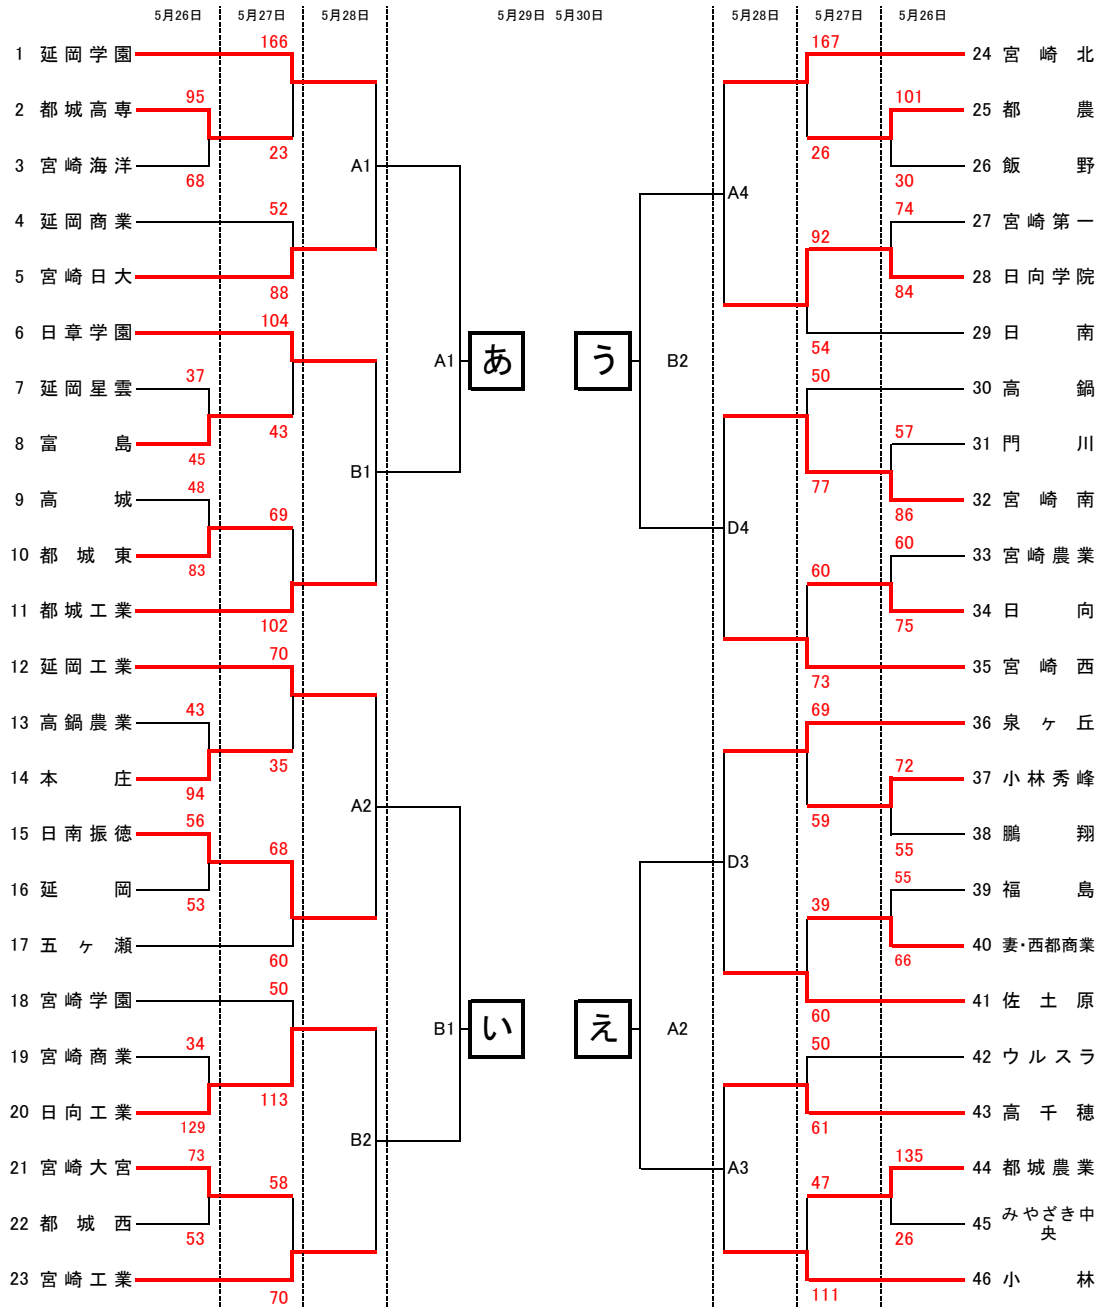 5月26日 5月27日 5月28日 5月29日 5月30日 5月28日 5月27日 5月26日
166 167
1 延岡学園 24 宮崎北
95 101
2 都城高専 25 都農
23 26
3 宮崎海洋 A1 26 飯野
68 30
A4
52 74
4 延岡商業 27 宮崎第一
92
5 宮崎日大 28 日向学院
88 84
104
6 日章学園 29 日南
54
A1 あ う B2
37 50
7 延岡星雲 30 高鍋
43 57
8 富島 31 門川
45
B1
48 77
9 高城 32 宮崎南
69 86
D4
60
10 都城東 33 宮崎農業
83 60
11 都城工業 34 日向
102 75
70
12 延岡工業 35 宮崎西
73
43 69
13 高鍋農業 36 泉ヶ丘
35 72
14 本庄 37 小林秀峰
94
A2
56 59
15 日南振徳 38 鵬翔
68 55
D3
55
16 延岡 39 福島
53 39
17 五ヶ瀬 40 妻・西都商業
60 66
50
18 宮崎学園 41 佐土原
60
B1 い え A2
34 50
19 宮崎商業 42 ウルスラ
113
20 日向工業 43 高千穂
129 61
B2
73 135
21 宮崎大宮 A3 44 都城農業
58 47
22 都城西 45 みやざき中央
53 26
23 宮崎工業 46 小林
70 111